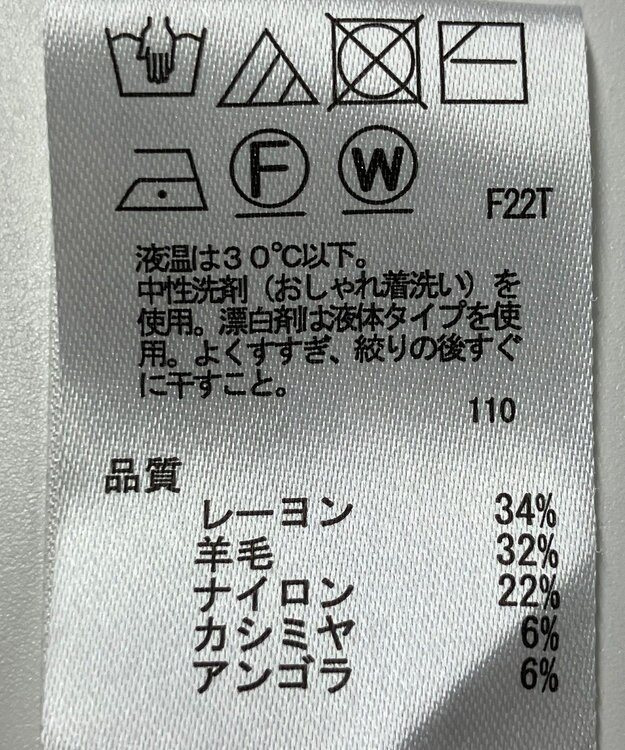 F W
F22T
液温は30℃以下。
中性洗剤(おしゃれ着洗い)を
使用。漂白剤は液体タイプを使
用。よくすすぎ、絞りの後すぐ
に干すこと。
110
品質
レーヨン 34%
羊毛 32%
ナイロン 22%
カシミヤ 6%
アンゴラ 6%